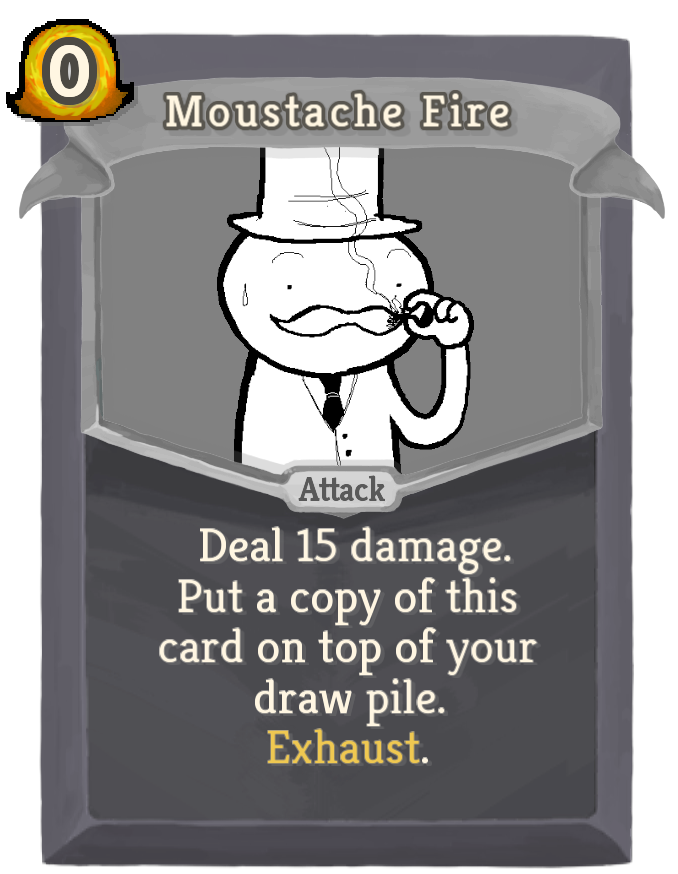 0
Moustache Fire
Attack
Deal 15 damage.
Put a copy of this
card on top of your
draw pile.
Exhaust.